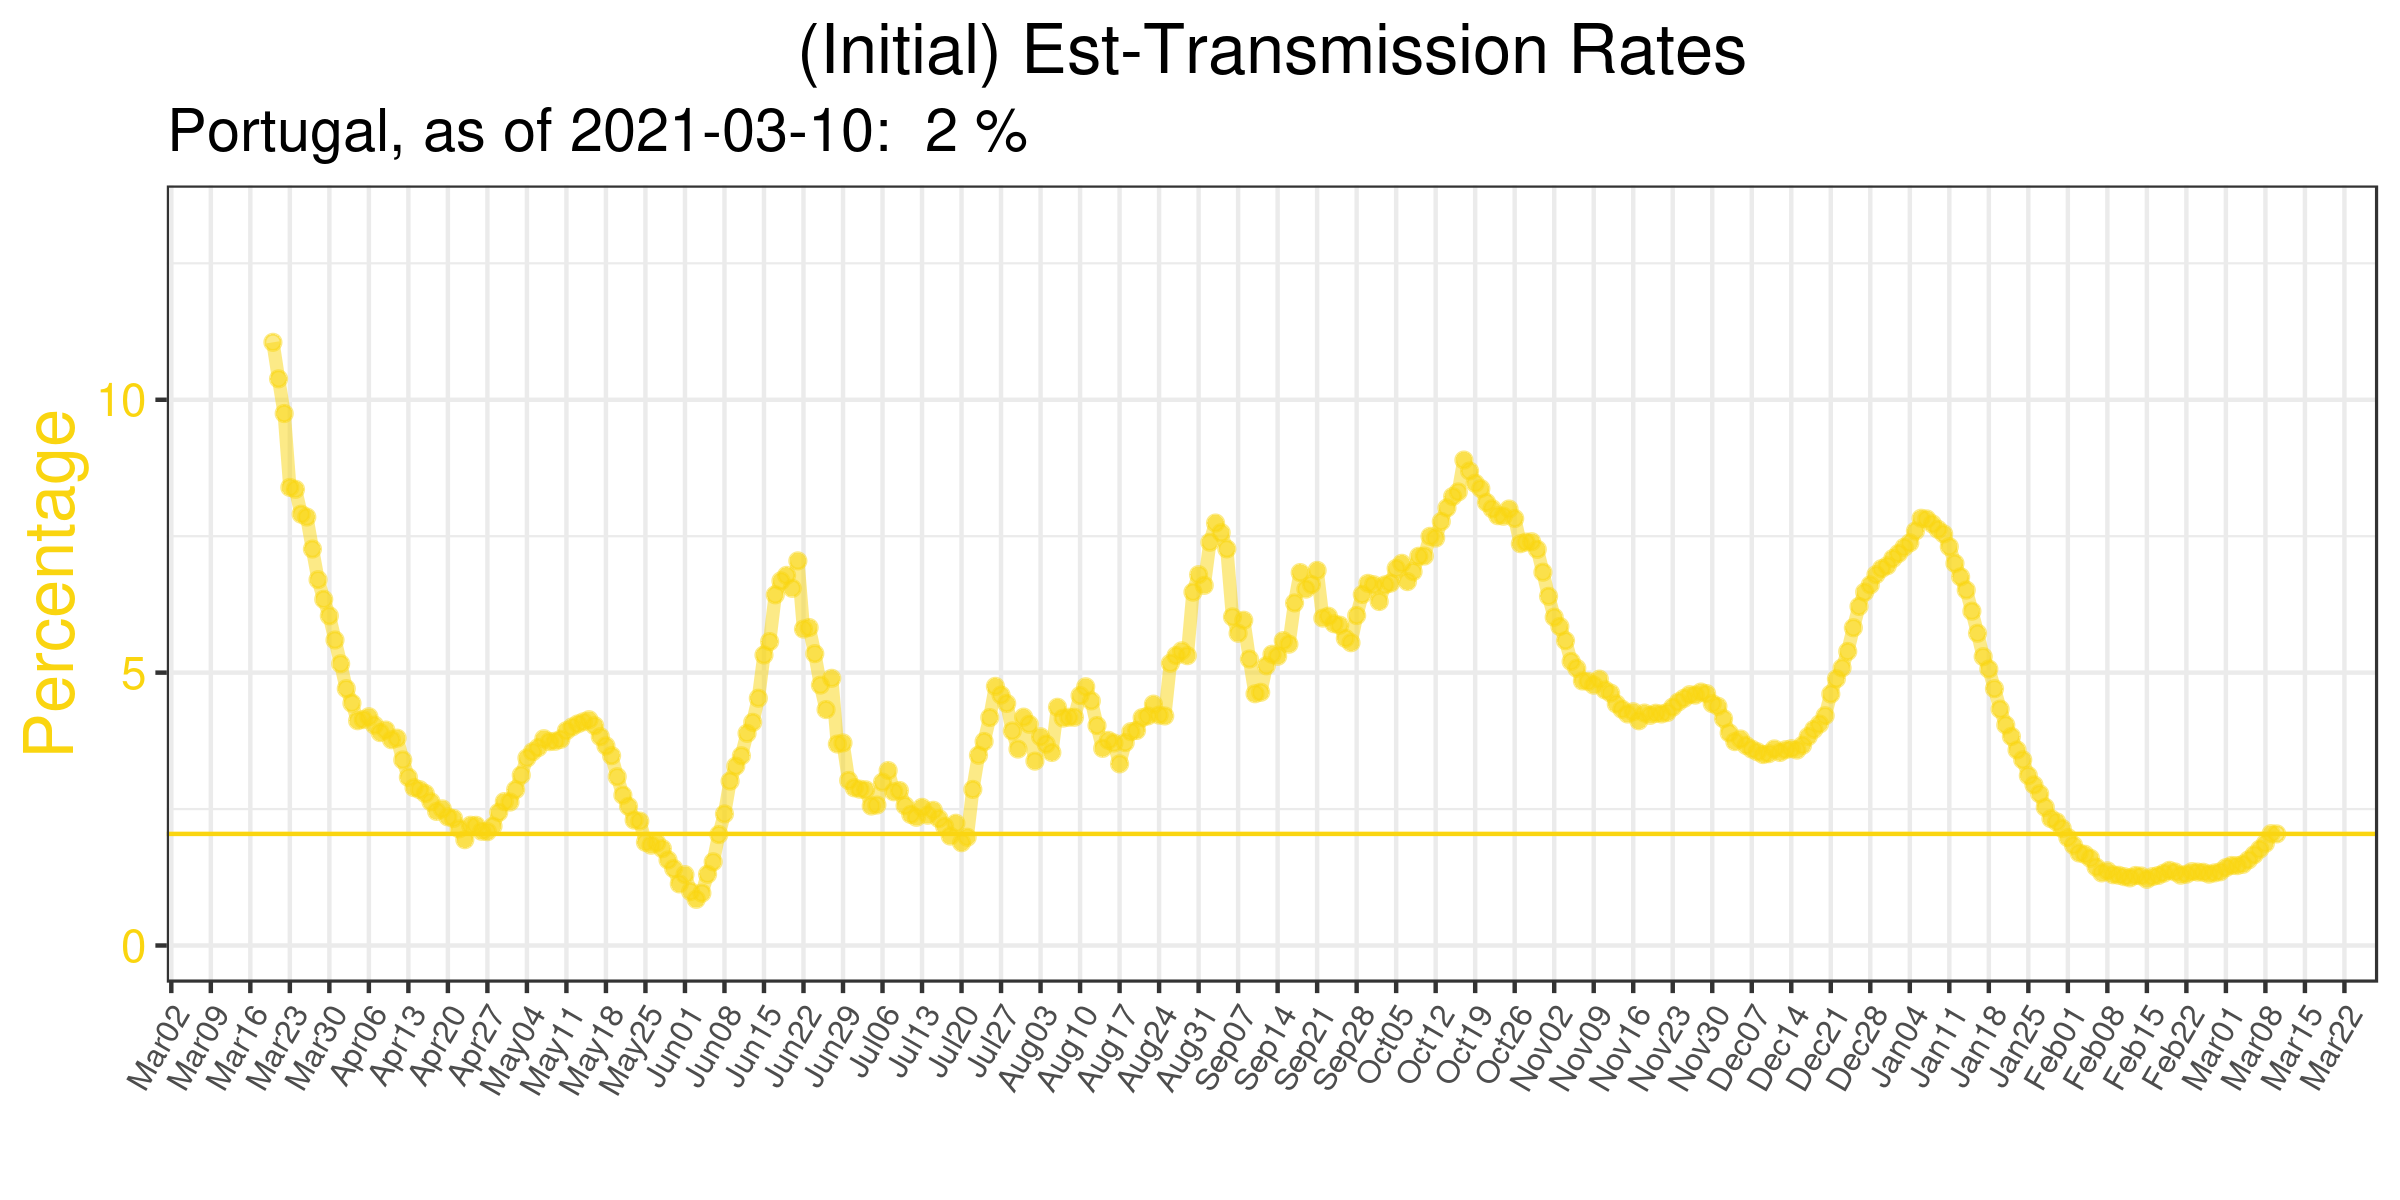 (Initial) Est-Transmission Rates
Portugal, as of 2021-03-10:  2 %
Percentage
10
5
0
Mar02
Mar09
Mar16
Mar23
Mar30
Apr06
Apr13
Apr20
Apr27
May04
May11
May18
May25
Jun01
Jun08
Jun15
Jun22
Jun29
Jul06
Jul13
Jul20
Jul27
Aug03
Aug10
Aug17
Aug24
Aug31
Sep07
Sep14
Sep21
Sep28
Oct05
Oct12
Oct19
Oct26
Nov02
Nov09
Nov16
Nov23
Nov30
Dec07
Dec14
Dec21
Dec28
Jan04
Jan11
Jan18
Jan25
Feb01
Feb08
Feb15
Feb22
Mar01
Mar08
Mar15
Mar22